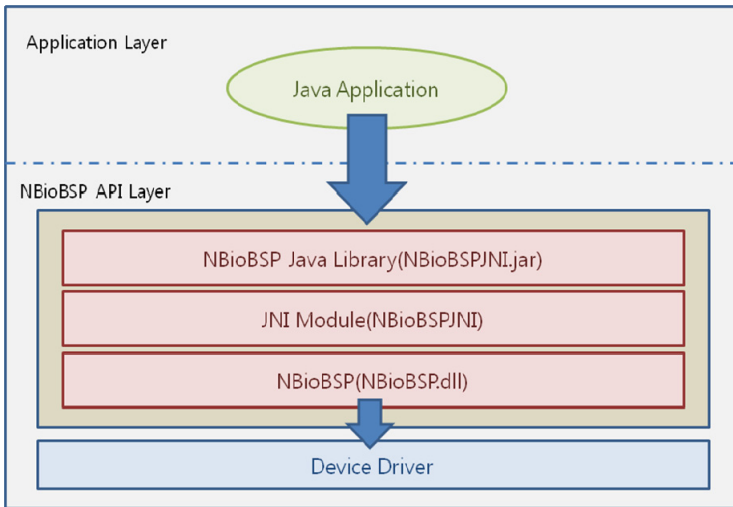 Application Layer
Java Application
NBioBSP API Layer
NBioBSP Java Library(NBioBSPJNI.jar)
JNI Module(NBioBSPJNI)
NBioBSP(NBioBSP.dll)
Device Driver